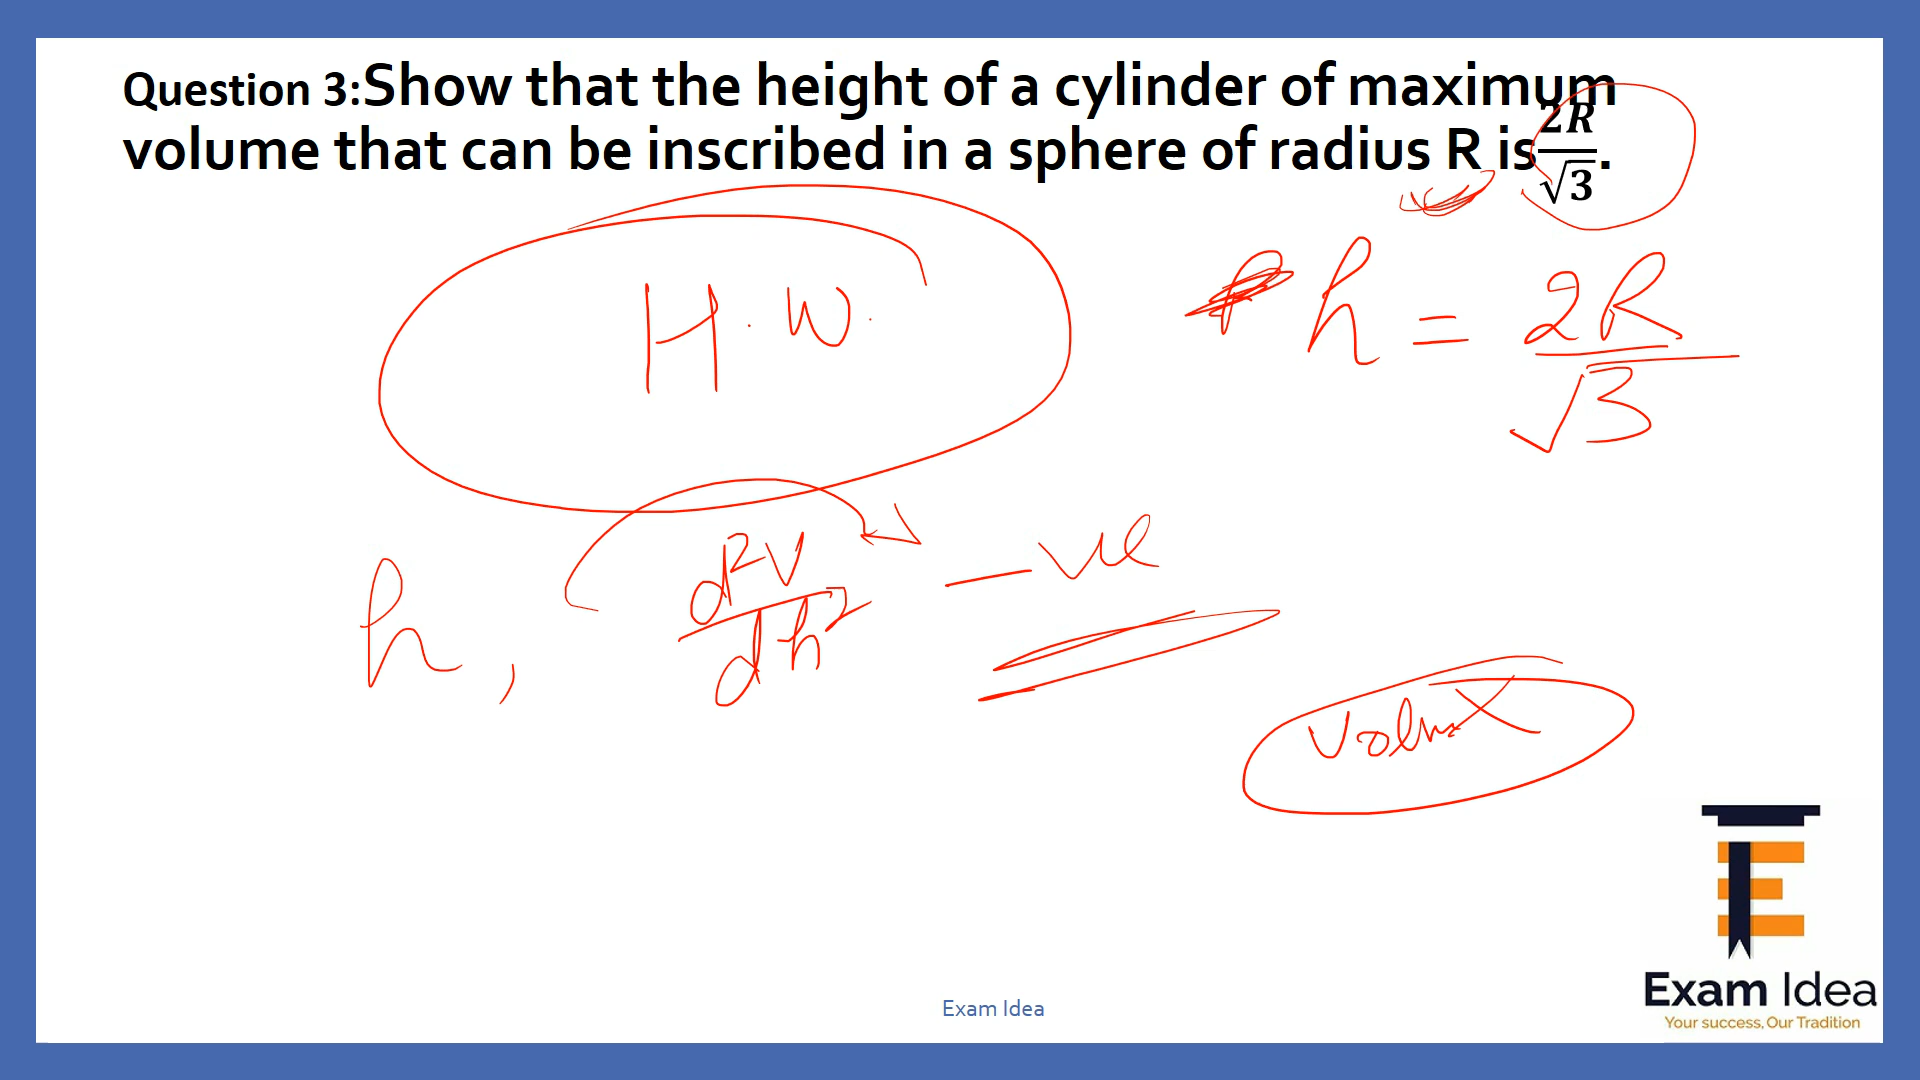 Question 3:Show that the height of a cylinder of maximum
volume that can be inscribed in a sphere of radius R is 2R/√3.
H.W.
h = 2R/√3
h, d²V/dh² -ve
Exam Idea
Exam Idea
Your success, Our Tradition